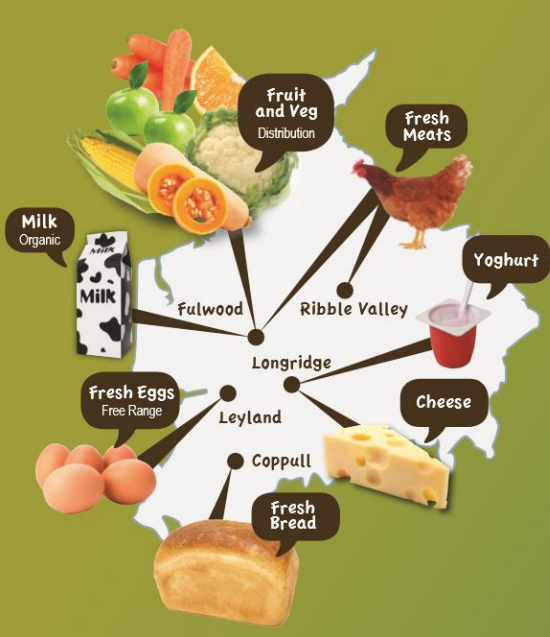 Fruit
and Veg
Distribution
Fresh
Meats
Milk
Organic
Milk
Milk
Yoghurt
Fulwood
Ribble Valley
Longridge
Fresh Eggs
Free Range
Cheese
Leyland
Coppull
Fresh
Bread